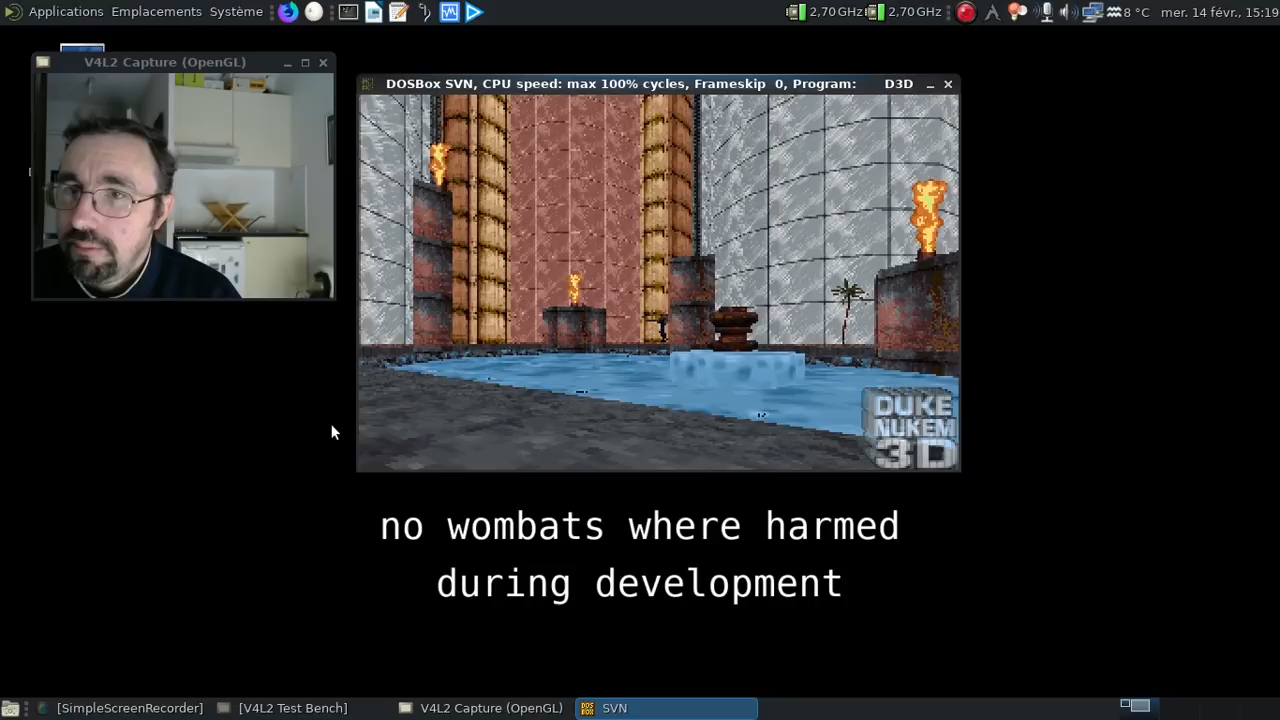 Applications Emplacements Système 2,70 GHz 2,70 GHz 8 °C mer. 14 févr., 15:19
V4L2 Capture (OpenGL)
DOSBox SVN, CPU speed: max 100% cycles, Frameskip 0, Program: D3D
DUKE
NUKEM
3D
no wombats where harmed
during development
[SimpleScreenRecorder] [V4L2 Test Bench] V4L2 Capture (OpenGL) DOS BOX SVN